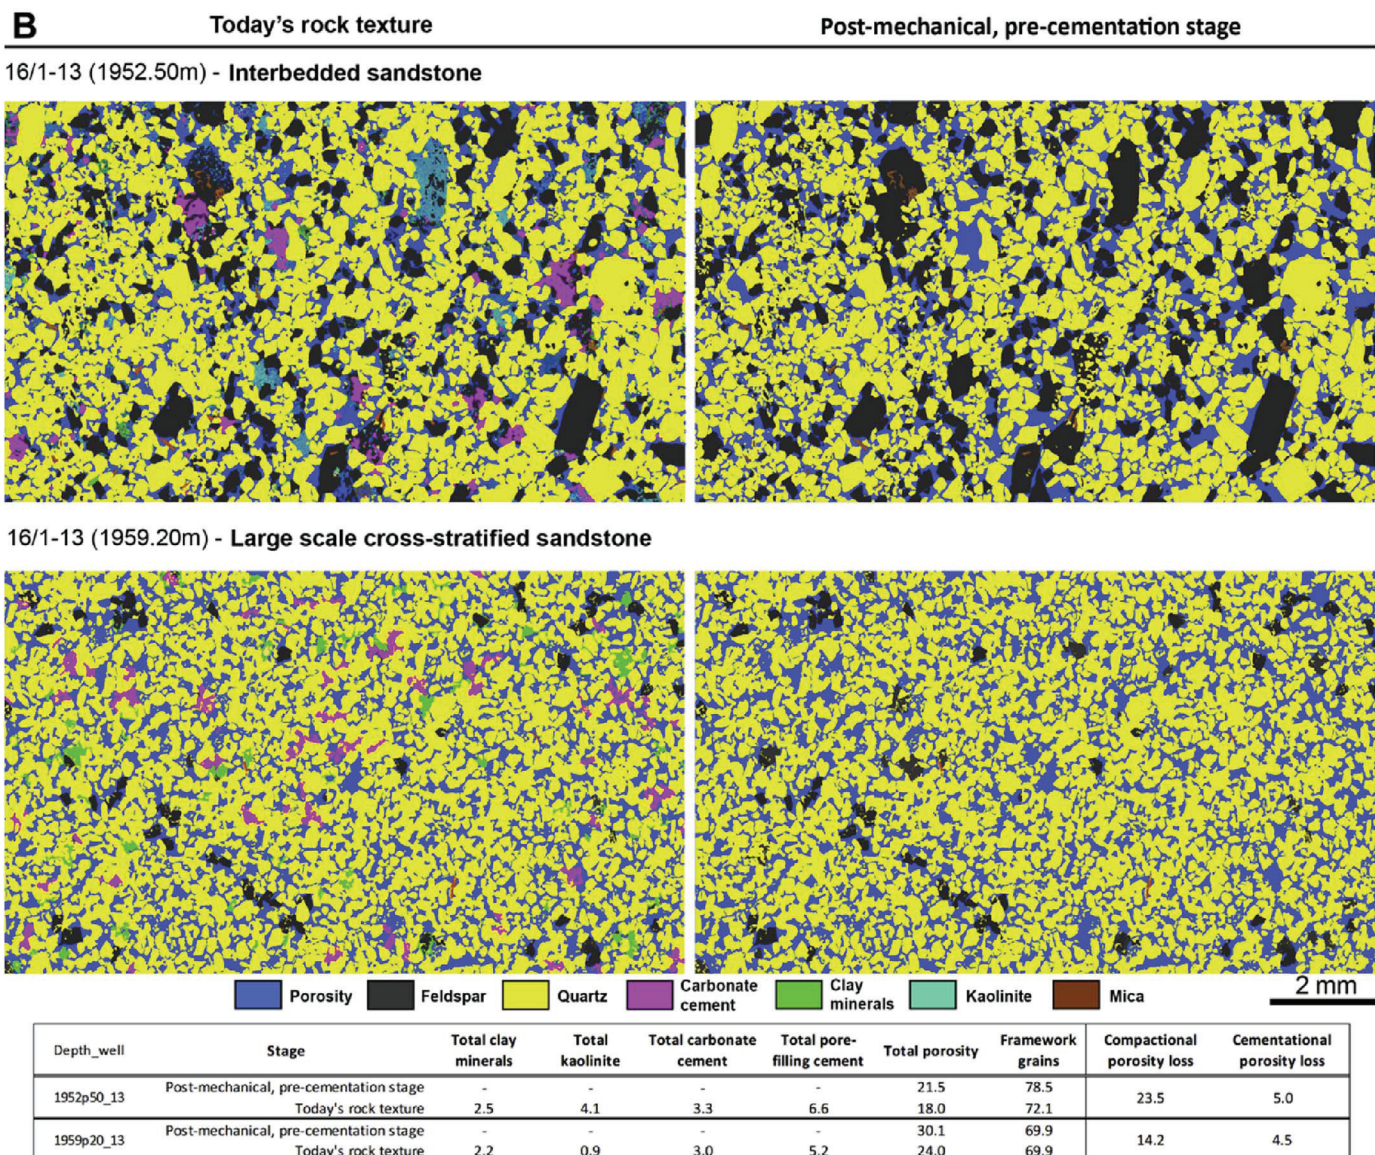 B Today's rock texture Post-mechanical, pre-cementation stage
16/1-13 (1952.50m) - Interbedded sandstone
16/1-13 (1959.20m) - Large scale cross-stratified sandstone
Porosity Feldspar Quartz Carbonate cement Clay minerals Kaolinite Mica
2 mm
Depth_well Stage Total clay minerals Total kaolinite Total carbonate cement Total pore-filling cement Total porosity Framework grains Compactional porosity loss Cementational porosity loss
1952p50_13 Post-mechanical, pre-cementation stage - - - - 21.5 78.5 23.5 5.0
Today's rock texture 2.5 4.1 3.3 6.6 18.0 72.1
1959p20_13 Post-mechanical, pre-cementation stage - - - - 30.1 69.9 14.2 4.5
Today's rock texture 2.2 0.9 3.0 5.2 24.0 69.9